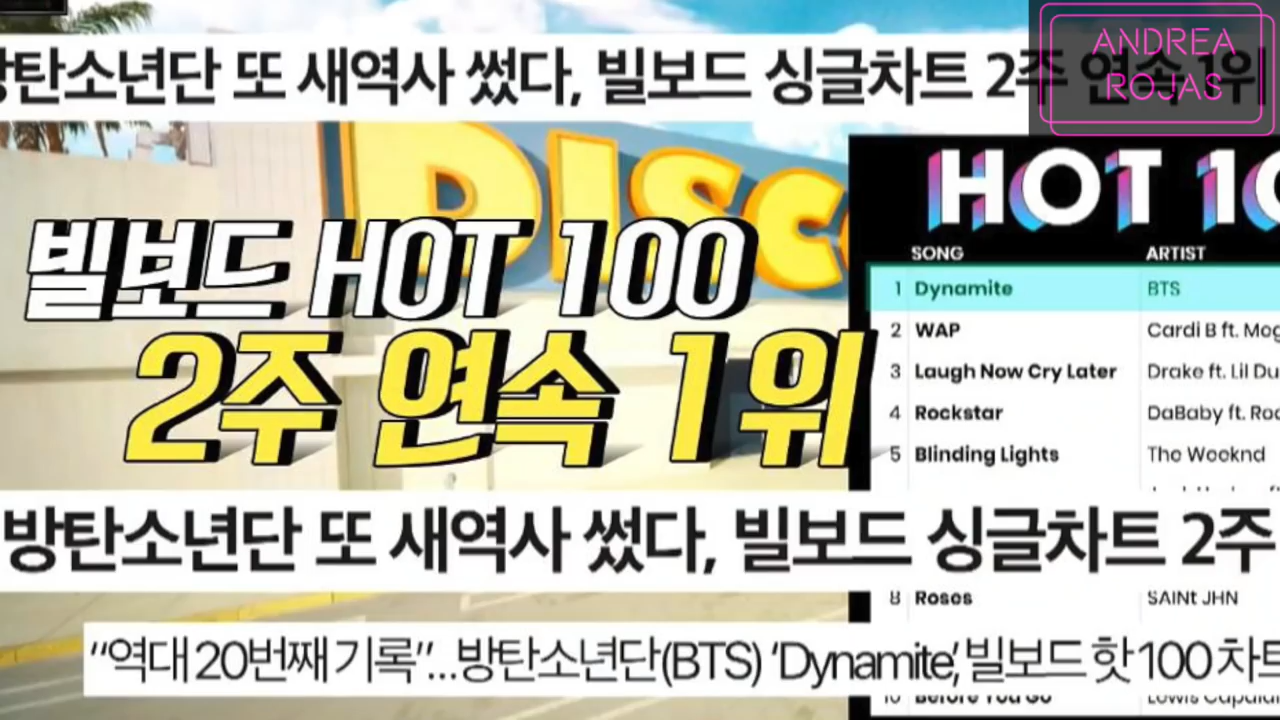 방탄소년단 또 새역사 썼다, 빌보드 싱글차트 2주 연속 1위
ANDREA
ROJAS
DISC
HOT 10
빌보드 HOT 100
2주 연속 1위
SONG ARTIST
1 Dynamite BTS
2 WAP Cardi B ft.
3 Laugh Now Cry Later Drake ft. Lil Du
4 Rockstar DaBaby ft.
5 Blinding Lights The Weeknd
방탄소년단 또 새역사 썼다, 빌보드 싱글차트 2주
8 Roses SAINt JHN
“역대 20번째 기록”...방탄소년단(BTS) ‘Dynamite’, 빌보드 핫 100 차트
10 Before You Go Lewis Capaldi